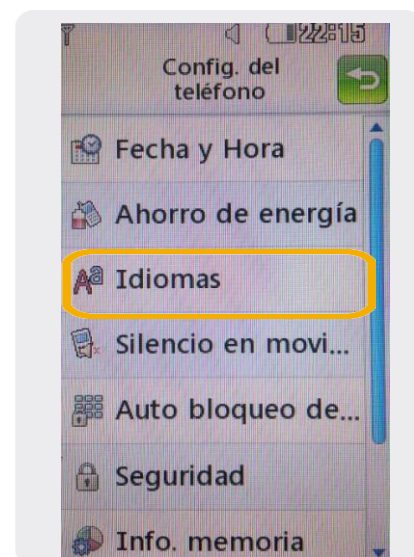 22:15
Config. del
teléfono
Fecha y Hora
Ahorro de energía
Idiomas
Silencio en movi...
Auto bloqueo de...
Seguridad
Info. memoria